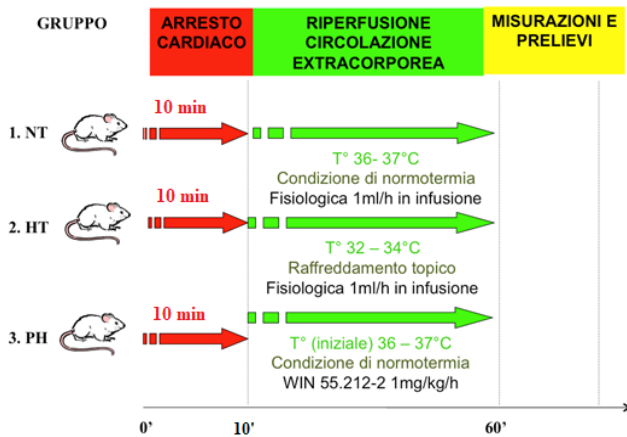 GRUPPO
ARRESTO
CARDIACO
RIPERFUSIONE
CIRCOLAZIONE
EXTRACORPOREA
MISURAZIONI E
PRELIEVI
10 min
1. NT
T° 36- 37°C
Condizione di normotermia
Fisiologica 1ml/h in infusione
10 min
2. HT
T° 32 – 34°C
Raffreddamento topico
Fisiologica 1ml/h in infusione
10 min
3. PH
T° (iniziale) 36 – 37°C
Condizione di normotermia
WIN 55.212-2 1mg/kg/h
0’ 10’ 60’